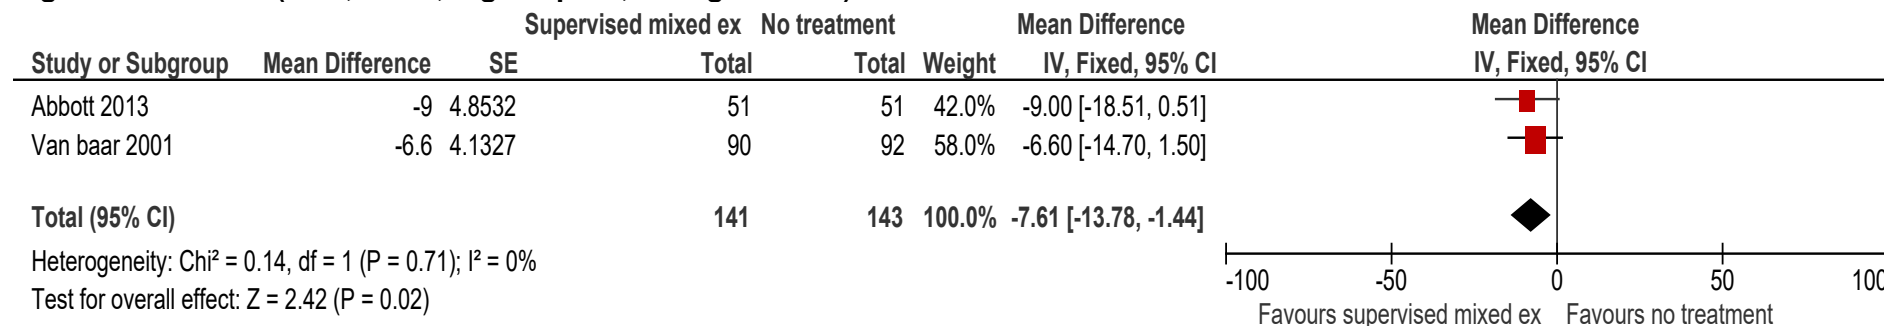 Supervised mixed ex No treatment Mean Difference Mean Difference
Study or Subgroup Mean Difference SE Total Total Weight IV, Fixed, 95% CI IV, Fixed, 95% CI
Abbott 2013 -9 4.8532 51 51 42.0% -9.00 [-18.51, 0.51]
Van baar 2001 -6.6 4.1327 90 92 58.0% -6.60 [-14.70, 1.50]
Total (95% CI) 141 143 100.0% -7.61 [-13.78, -1.44]
Heterogeneity: Chi² = 0.14, df = 1 (P = 0.71); I² = 0%
Test for overall effect: Z = 2.42 (P = 0.02)
-100 -50 0 50 100
Favours supervised mixed ex Favours no treatment